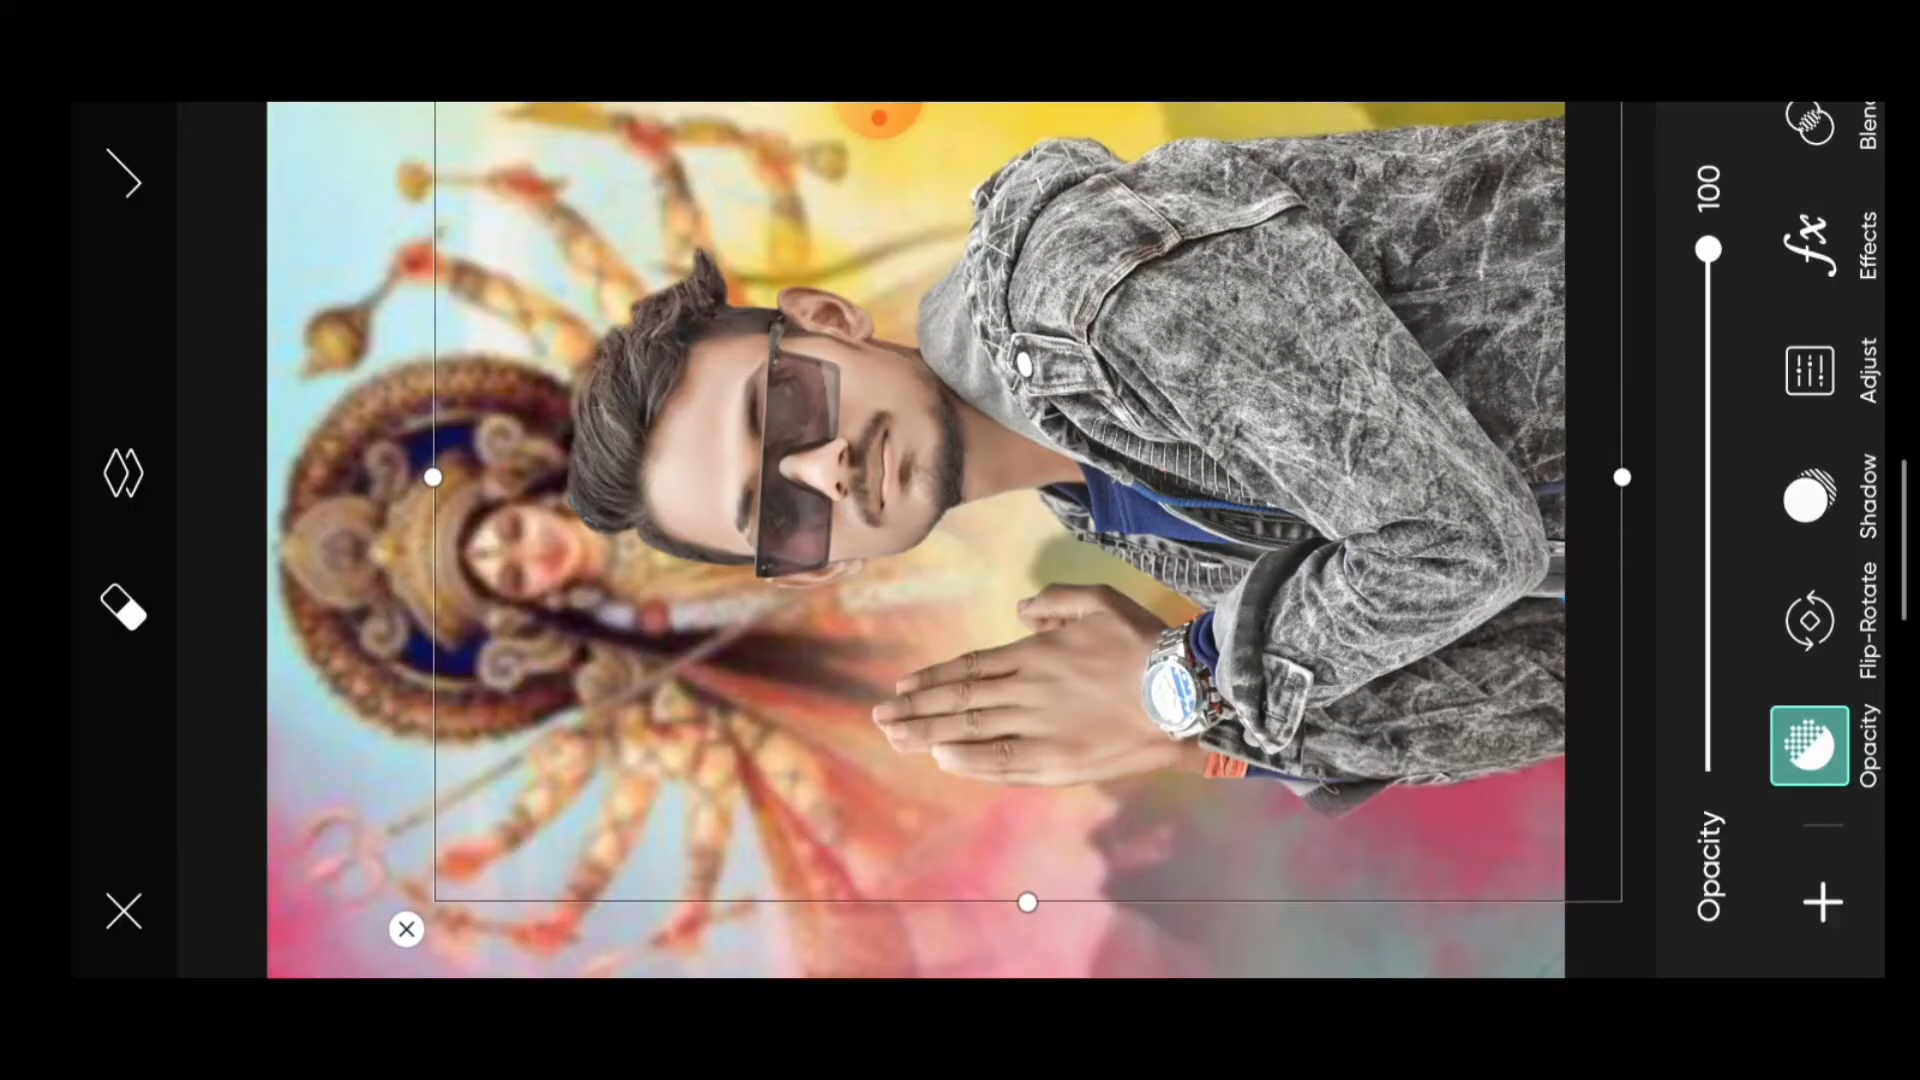 Opacity
100
Opacity
Flip-Rotate
Shadow
Adjust
Effects
Blen